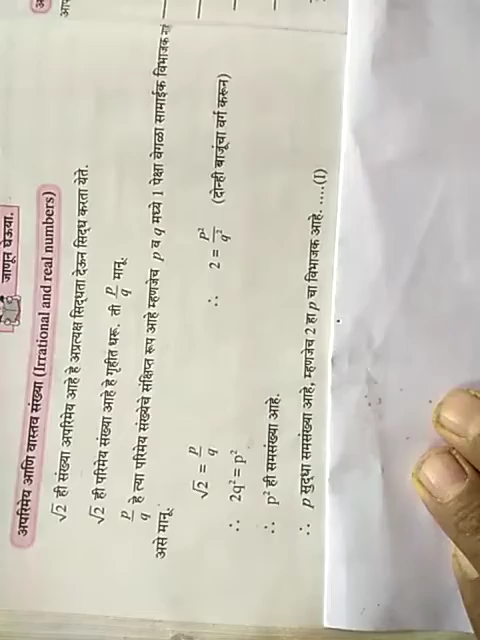 जाणून घेऊया.
अपरिमेय आणि वास्तव संख्या (Irrational and real numbers)
√2 ही संख्या अपरिमेय आहे हे अप्रत्यक्ष सिद्धता देऊन सिद्ध करता येते.
√2 ही परिमेय संख्या आहे हे गृहीत धरू. ती p/q मानू.
p/q हे त्या परिमेय संख्येचे संक्षिप्त रूप आहे म्हणजेच p व q मध्ये 1 पेक्षा वेगळा सामाईक विभाजक
असे मानू.
√2 = p/q ∴ 2 = p²/q² (दोन्ही बाजूंचा वर्ग करून)
∴ 2q² = p²
∴ p² ही समसंख्या आहे.
∴ p सुद्धा समसंख्या आहे, म्हणजेच 2 हा p चा विभाजक आहे. ....(I)